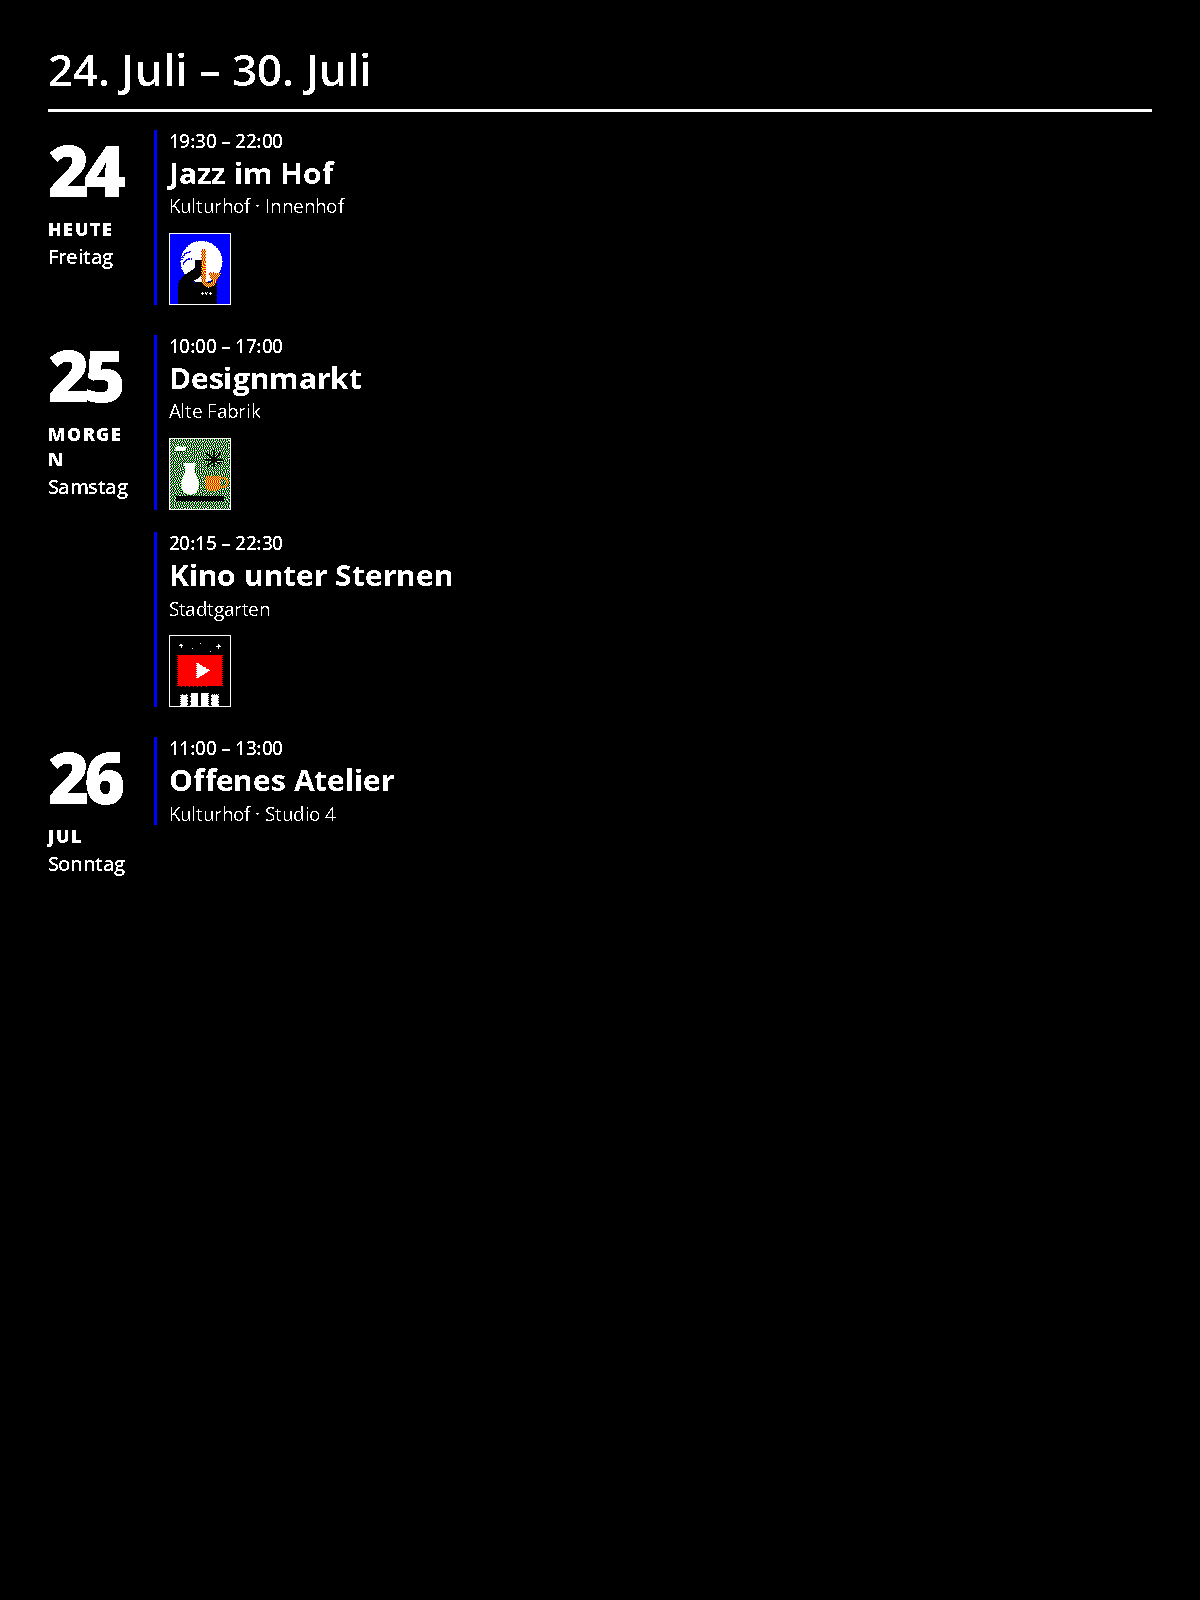 24. Juli – 30. Juli
24
HEUTE
Freitag
19:30 – 22:00
Jazz im Hof
Kulturhof · Innenhof
25
MORGE
N
Samstag
10:00 – 17:00
Designmarkt
Alte Fabrik
20:15 – 22:30
Kino unter Sternen
Stadtgarten
26
JUL
Sonntag
11:00 – 13:00
Offenes Atelier
Kulturhof · Studio 4